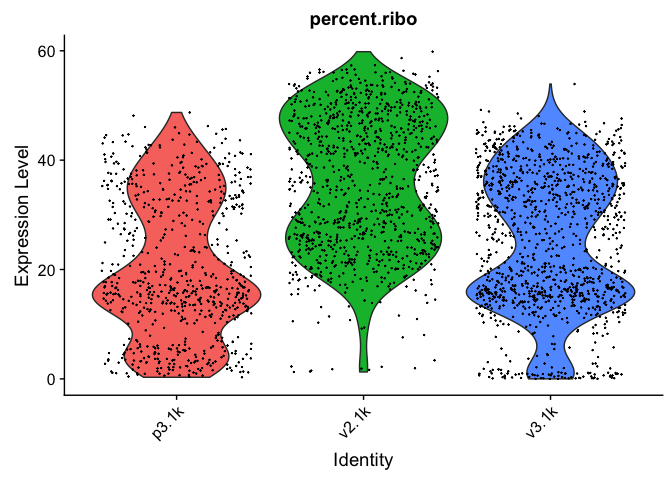 percent.ribo
Expression Level
60
40
20
0
p3.1k
v2.1k
v3.1k
Identity